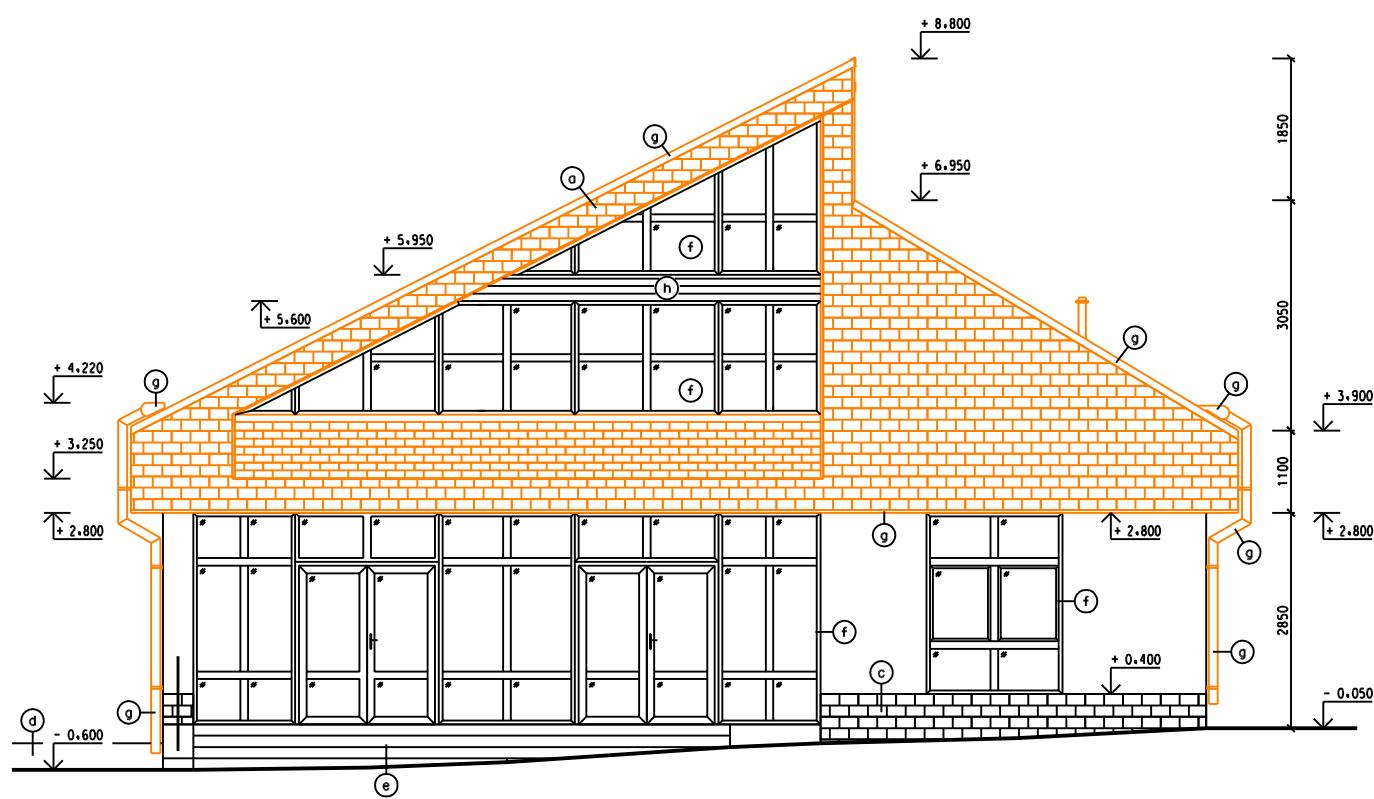 + 8.800
1850
g
+ 6.950
a
+ 5.950
f
h
+ 5.600
3050
g
+ 4.220
g
g
f
+ 3.900
+ 3.250
1100
+ 2.800
g
+ 2.800
+ 2.800
g
f
2850
f
g
+ 0.400
c
- 0.050
g
d
- 0.600
e